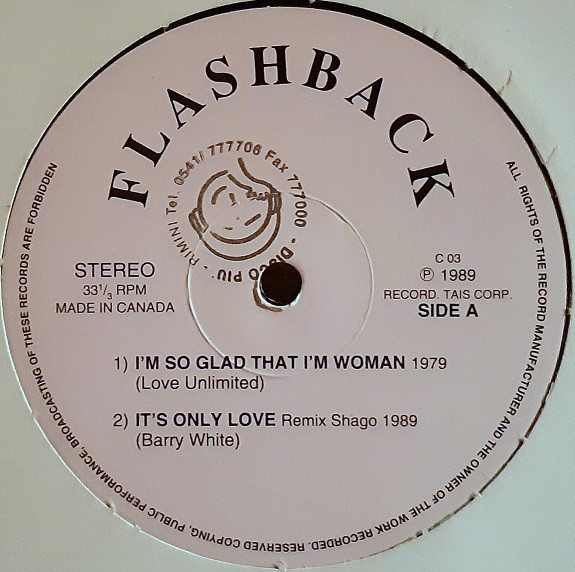 FLASHBACK
RIMINI Tel. 0541/ 777706 Fax 777000 - DISCO PIU' -
STEREO
33 1/3 RPM
MADE IN CANADA
C 03
℗ 1989
RECORD. TAIS CORP.
SIDE A
1) I'M SO GLAD THAT I'M WOMAN 1979
(Love Unlimited)
2) IT'S ONLY LOVE Remix Shago 1989
(Barry White)
ALL RIGHTS OF THE RECORD MANUFACTURER AND THE OWNER OF THE WORK RECORDED. RESERVED COPYING, PUBLIC PERFORMANCE, BROADCASTING OF THESE RECORDS ARE FORBIDDEN